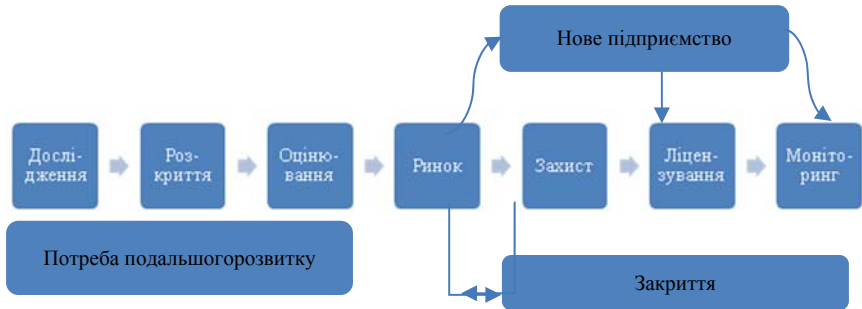 Нове підприємство
Дослі-
дження
Роз-
криття
Оціню-
вання
Ринок
Захист
Ліцен-
зування
Моніто-
ринг
Потреба подальшогорозвитку
Закриття